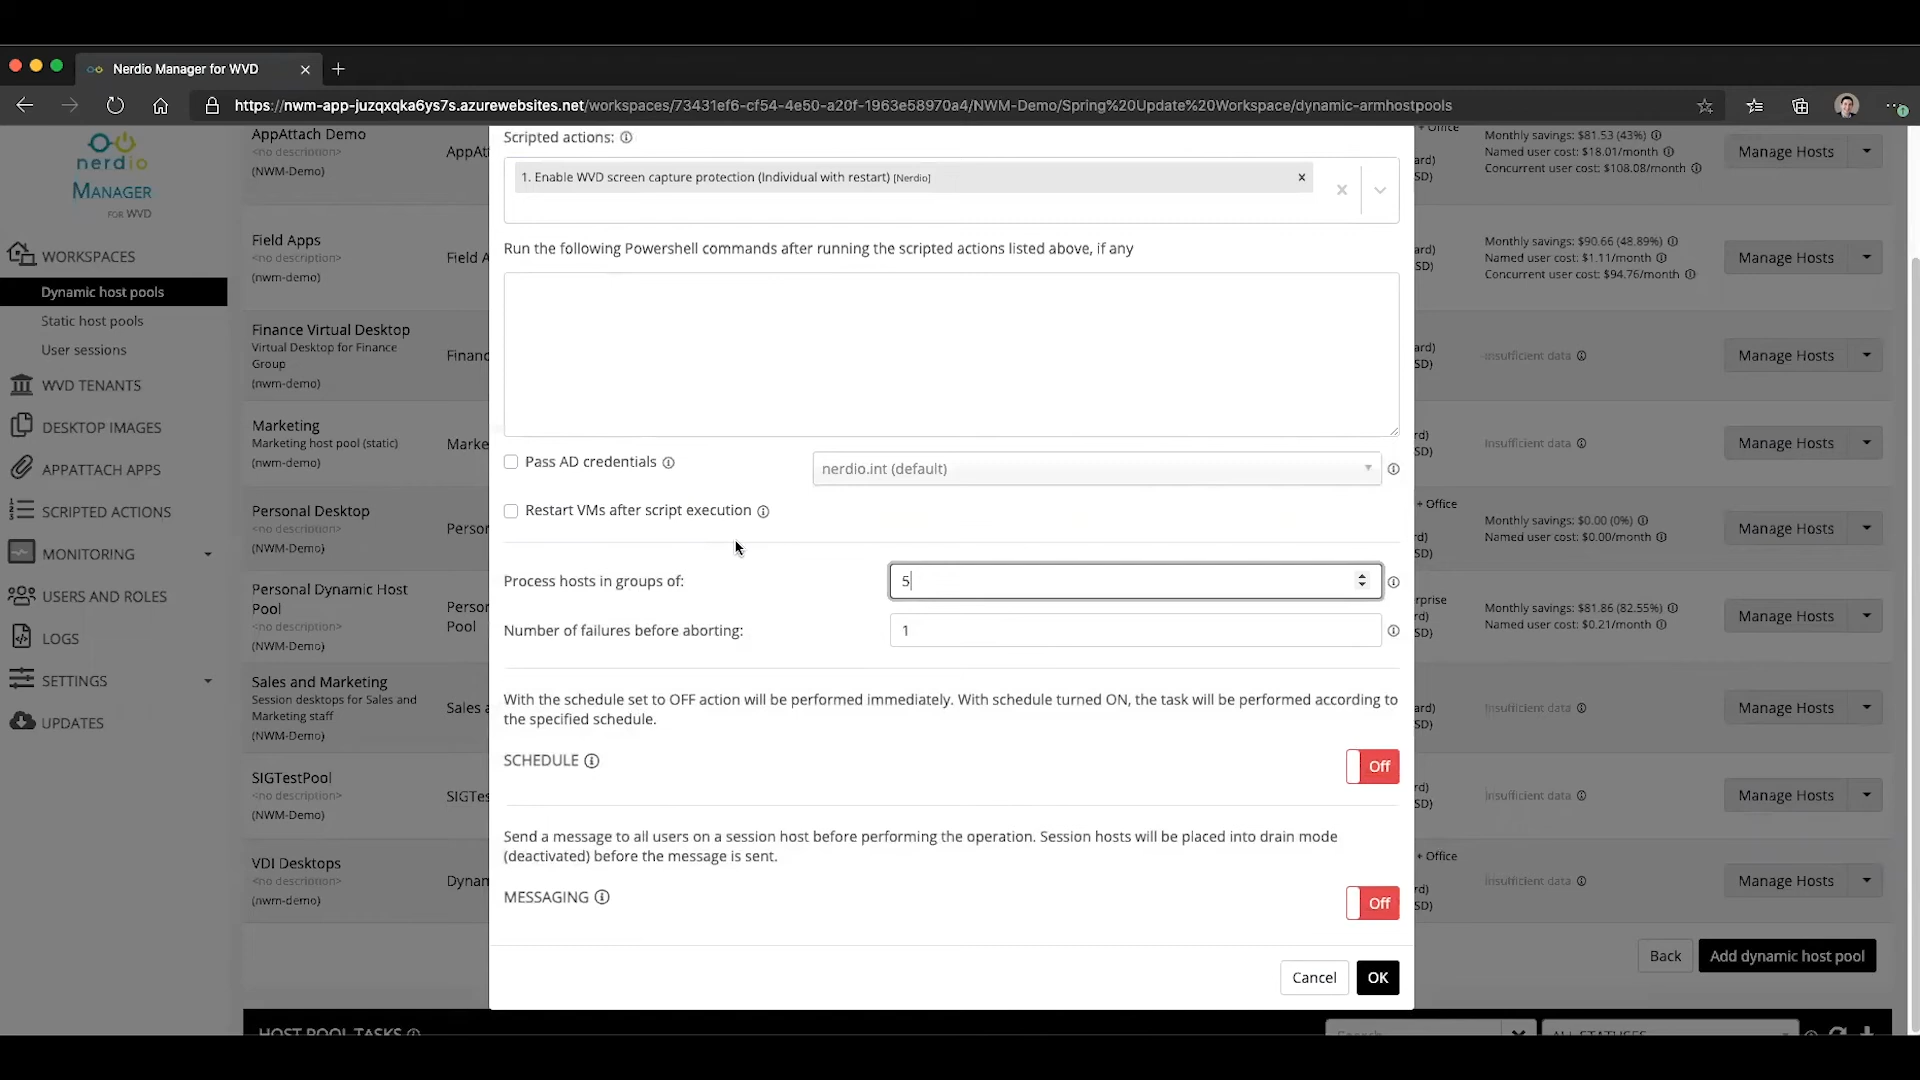 Nerdio Manager for WVD
https://nwm-app-juzqxqka6ys7s.azurewebsites.net/workspaces/73431ef6-cf54-4e50-a20f-1963e58970a4/NWM-Demo/Spring%20Update%20Workspace/dynamic-armhostpools
nerdio
MANAGER
FOR WVD
WORKSPACES
Dynamic host pools
Static host pools
User sessions
WVD TENANTS
DESKTOP IMAGES
APPATTACH APPS
SCRIPTED ACTIONS
MONITORING
USERS AND ROLES
LOGS
SETTINGS
UPDATES
AppAttach Demo
<no description>
(NWM-Demo)
AppAt
Field Apps
<no description>
(nwm-demo)
Field A
Finance Virtual Desktop
Virtual Desktop for Finance
Group
(nwm-demo)
Financ
Marketing
Marketing host pool (static)
(nwm-demo)
Marke
Personal Desktop
<no description>
(NWM-Demo)
Person
Personal Dynamic Host
Pool
<no description>
(NWM-Demo)
Person
Pool
Sales and Marketing
Session desktops for Sales and
Marketing staff
(NWM-Demo)
Sales a
SIGTestPool
<no description>
(NWM-Demo)
SIGTes
VDI Desktops
<no description>
(nwm-demo)
Dynan
Scripted actions:
1. Enable WVD screen capture protection (Individual with restart) [Nerdio]
Run the following Powershell commands after running the scripted actions listed above, if any
Pass AD credentials
nerdio.int (default)
Restart VMs after script execution
Process hosts in groups of:
5
Number of failures before aborting:
1
With the schedule set to OFF action will be performed immediately. With schedule turned ON, the task will be performed according to
the specified schedule.
SCHEDULE
Off
Send a message to all users on a session host before performing the operation. Session hosts will be placed into drain mode
(deactivated) before the message is sent.
MESSAGING
Off
Cancel
OK
+ Office
ard)
SD)
Monthly savings: $81.53 (43%)
Named user cost: $18.01/month
Concurrent user cost: $108.08/month
Manage Hosts
ard)
SD)
Monthly savings: $90.66 (48.89%)
Named user cost: $1.11/month
Concurrent user cost: $94.76/month
Manage Hosts
ard)
SD)
Insufficient data
Manage Hosts
rd)
SD)
Insufficient data
Manage Hosts
+ Office
ard)
SD)
Monthly savings: $0.00 (0%)
Named user cost: $0.00/month
Manage Hosts
rprise
rd)
SD)
Monthly savings: $81.86 (82.55%)
Named user cost: $0.21/month
Manage Hosts
ard)
SD)
Insufficient data
Manage Hosts
rd)
SD)
Insufficient data
Manage Hosts
+ Office
rd)
SD)
Insufficient data
Manage Hosts
Back
Add dynamic host pool
HOST POOL TASKS
Search
ALL STATUSES